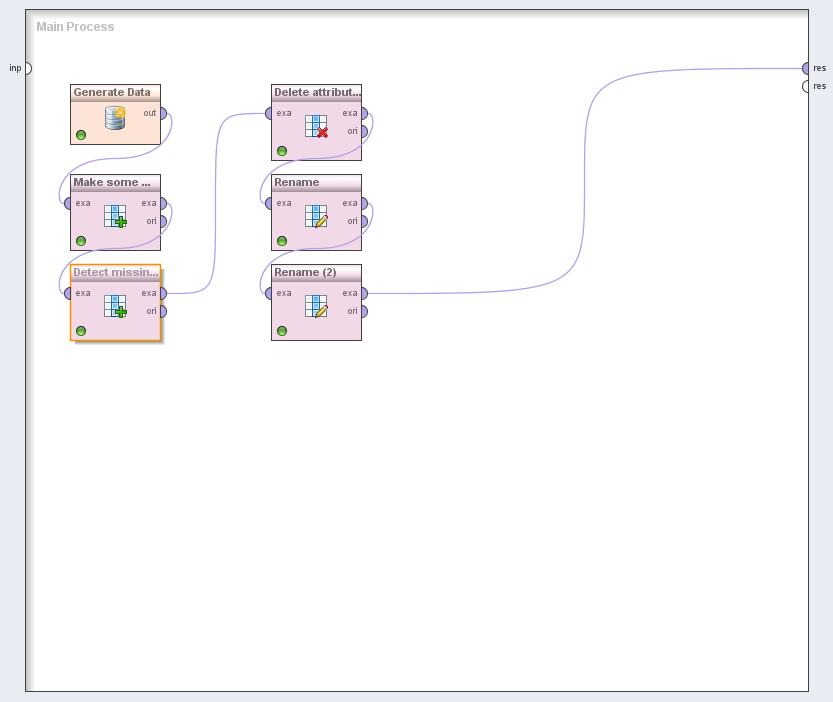 Main Process
inp
res
res
Generate Data
out
Make some ...
exa
exa
ori
Detect missin...
exa
exa
ori
Delete attribut...
exa
exa
ori
Rename
exa
exa
ori
Rename (2)
exa
exa
ori